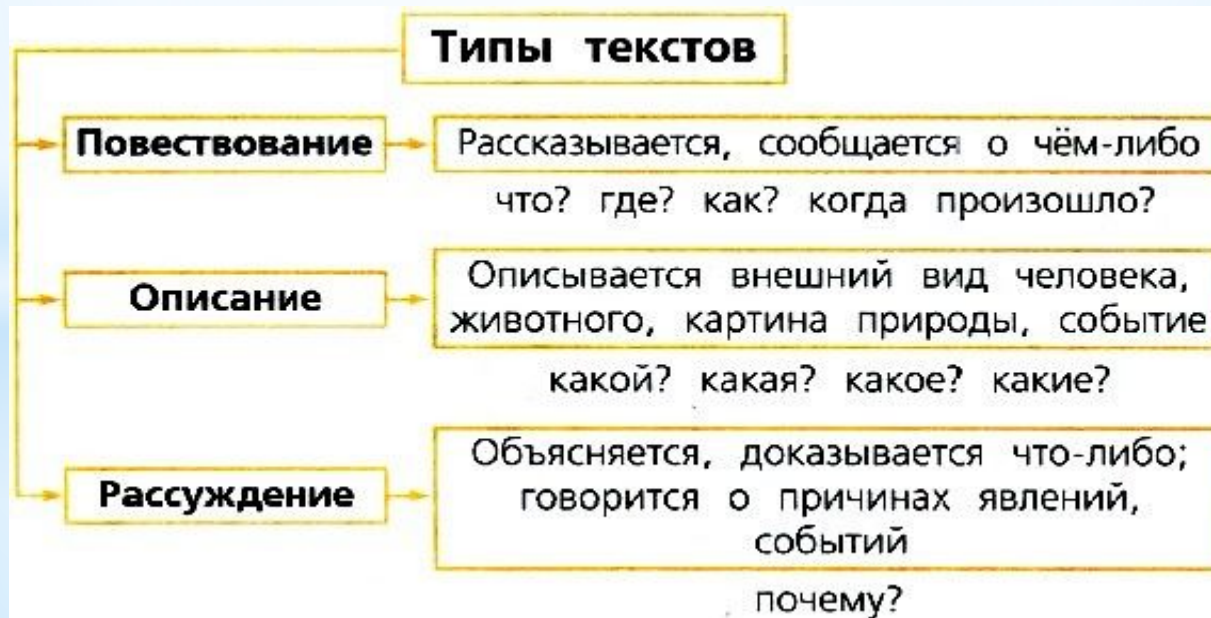 Типы текстов
Повествование
Рассказывается, сообщается о чём-либо
что? где? как? когда произошло?
Описание
Описывается внешний вид человека,
животного, картина природы, событие
какой? какая? какое? какие?
Рассуждение
Объясняется, доказывается что-либо;
говорится о причинах явлений,
событий
почему?